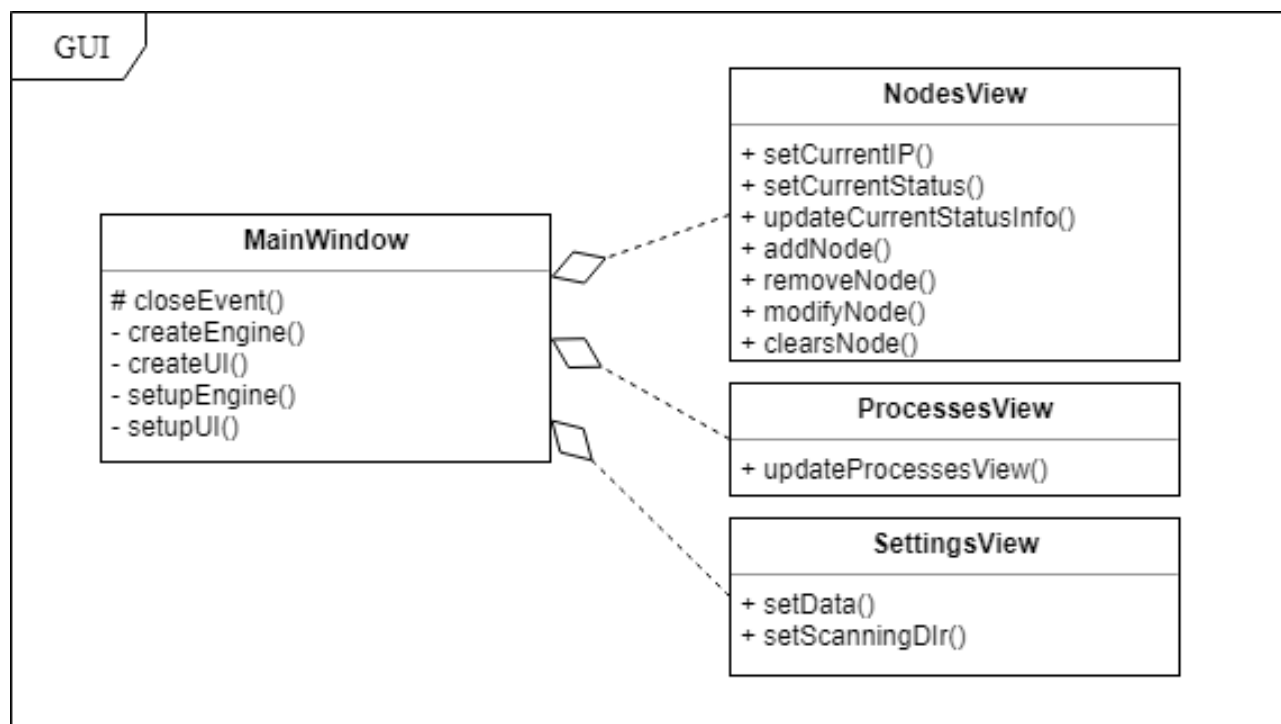 GUI
NodesView
+ setCurrentIP()
+ setCurrentStatus()
+ updateCurrentStatusInfo()
+ addNode()
+ removeNode()
+ modifyNode()
+ clearsNode()
MainWindow
# closeEvent()
- createEngine()
- createUI()
- setupEngine()
- setupUI()
ProcessesView
+ updateProcessesView()
SettingsView
+ setData()
+ setScanningDIr()